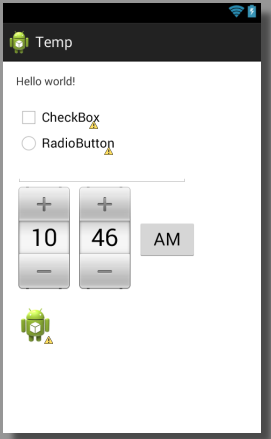 Temp
Hello world!
CheckBox
RadioButton
+ +
10 46 AM
− −